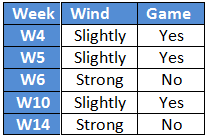 Week Wind Game
W4 Slightly Yes
W5 Slightly Yes
W6 Strong No
W10 Slightly Yes
W14 Strong No